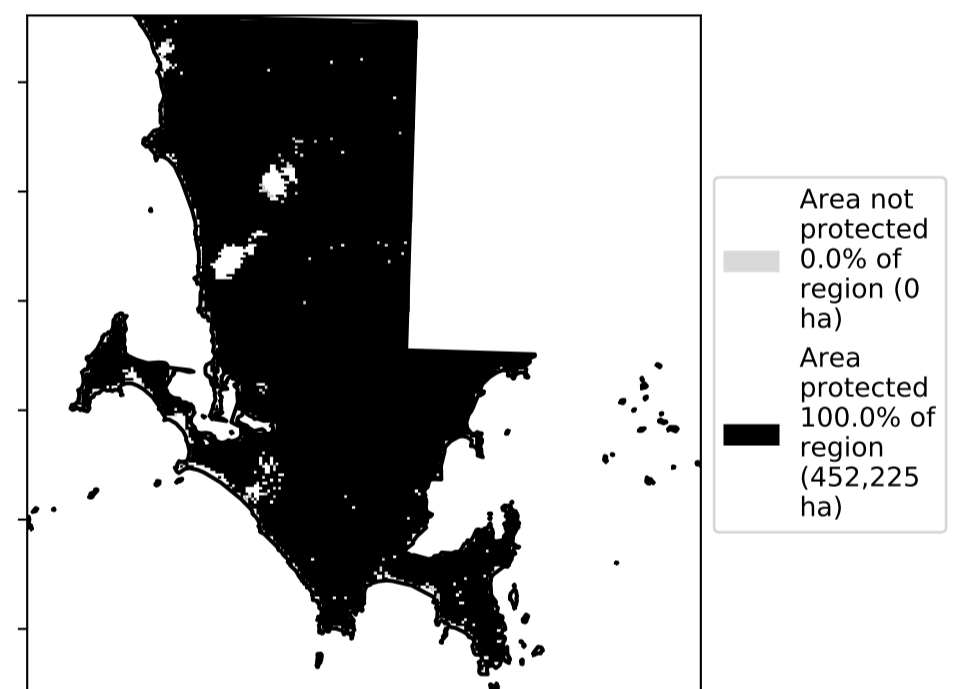 Area not
protected
0.0% of
region (0
ha)
Area
protected
100.0% of
region
(452,225
ha)